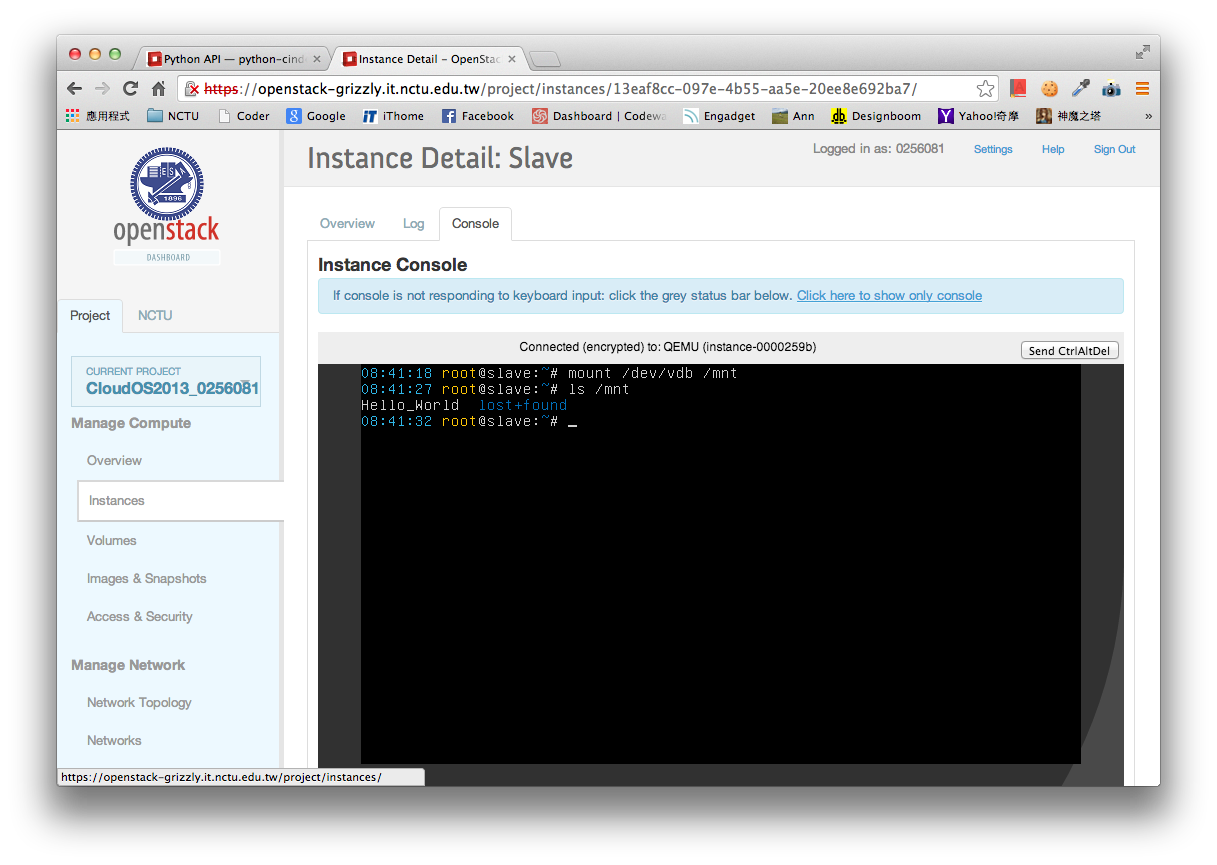 Python API — python-cind
Instance Detail - OpenStac
https://openstack-grizzly.it.nctu.edu.tw/project/instances/13eaf8cc-097e-4b55-aa5e-20ee8e692ba7/
應用程式 NCTU Coder Google iThome Facebook Dashboard | Codewa Engadget Ann Designboom Yahoo!奇摩 神魔之塔 »
ES
1896
openstack
DASHBOARD
Instance Detail: Slave
Logged in as: 0256081 Settings Help Sign Out
Project NCTU
CURRENT PROJECT
CloudOS2013_0256081
Manage Compute
Overview
Instances
Volumes
Images & Snapshots
Access & Security
Manage Network
Network Topology
Networks
Overview Log Console
Instance Console
If console is not responding to keyboard input: click the grey status bar below. Click here to show only console
Connected (encrypted) to: QEMU (instance-0000259b)
Send CtrlAltDel
08:41:18 root@slave:~# mount /dev/vdb /mnt
08:41:27 root@slave:~# ls /mnt
Hello_World lost+found
08:41:32 root@slave:~# _
https://openstack-grizzly.it.nctu.edu.tw/project/instances/